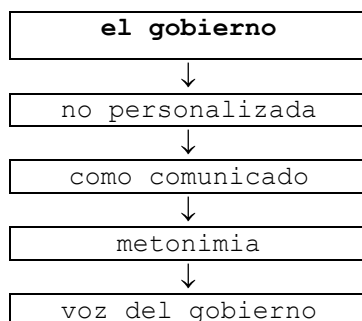 el gobierno
↓
no personalizada
↓
como comunicado
↓
metonimia
↓
voz del gobierno